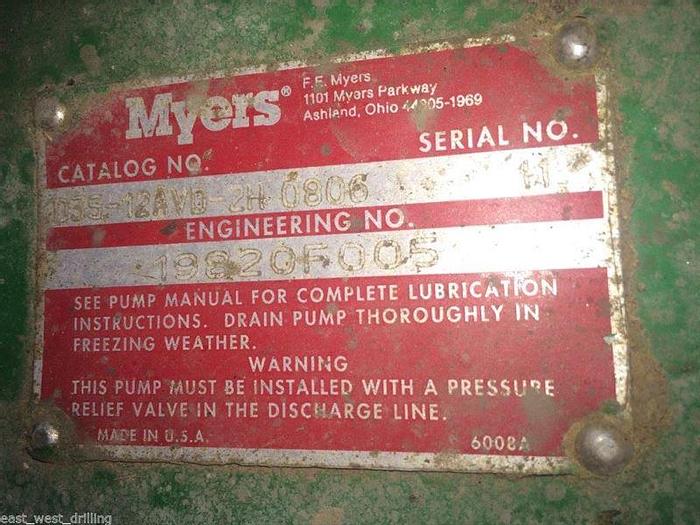 Myers®
F.E. Myers
1101 Myers Parkway
Ashland, Ohio 44805-1969
SERIAL NO.
CATALOG NO.
-12AVD-2H 0806
ENGINEERING NO.
19820F005
SEE PUMP MANUAL FOR COMPLETE LUBRICATION
INSTRUCTIONS. DRAIN PUMP THOROUGHLY IN
FREEZING WEATHER.
WARNING
THIS PUMP MUST BE INSTALLED WITH A PRESSURE
RELIEF VALVE IN THE DISCHARGE LINE.
MADE IN U.S.A. 6008A
east_west_drilling